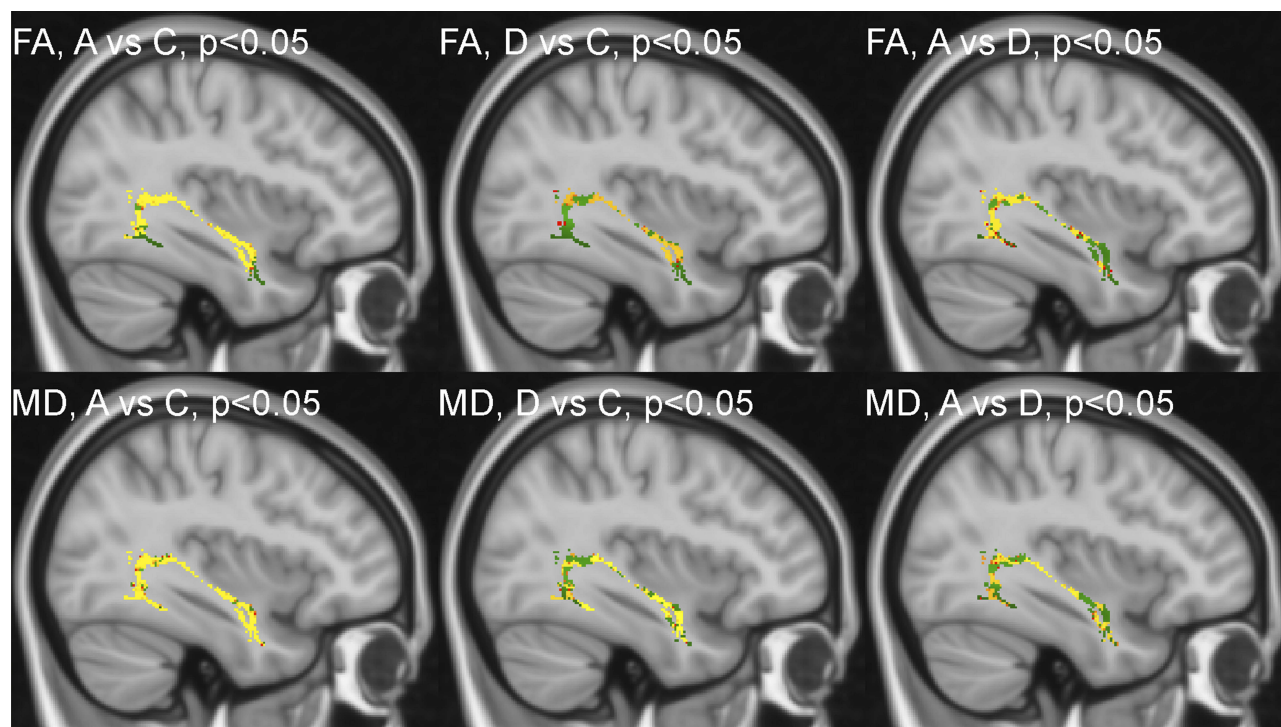 FA, A vs C, p<0.05
FA, D vs C, p<0.05
FA, A vs D, p<0.05
MD, A vs C, p<0.05
MD, D vs C, p<0.05
MD, A vs D, p<0.05